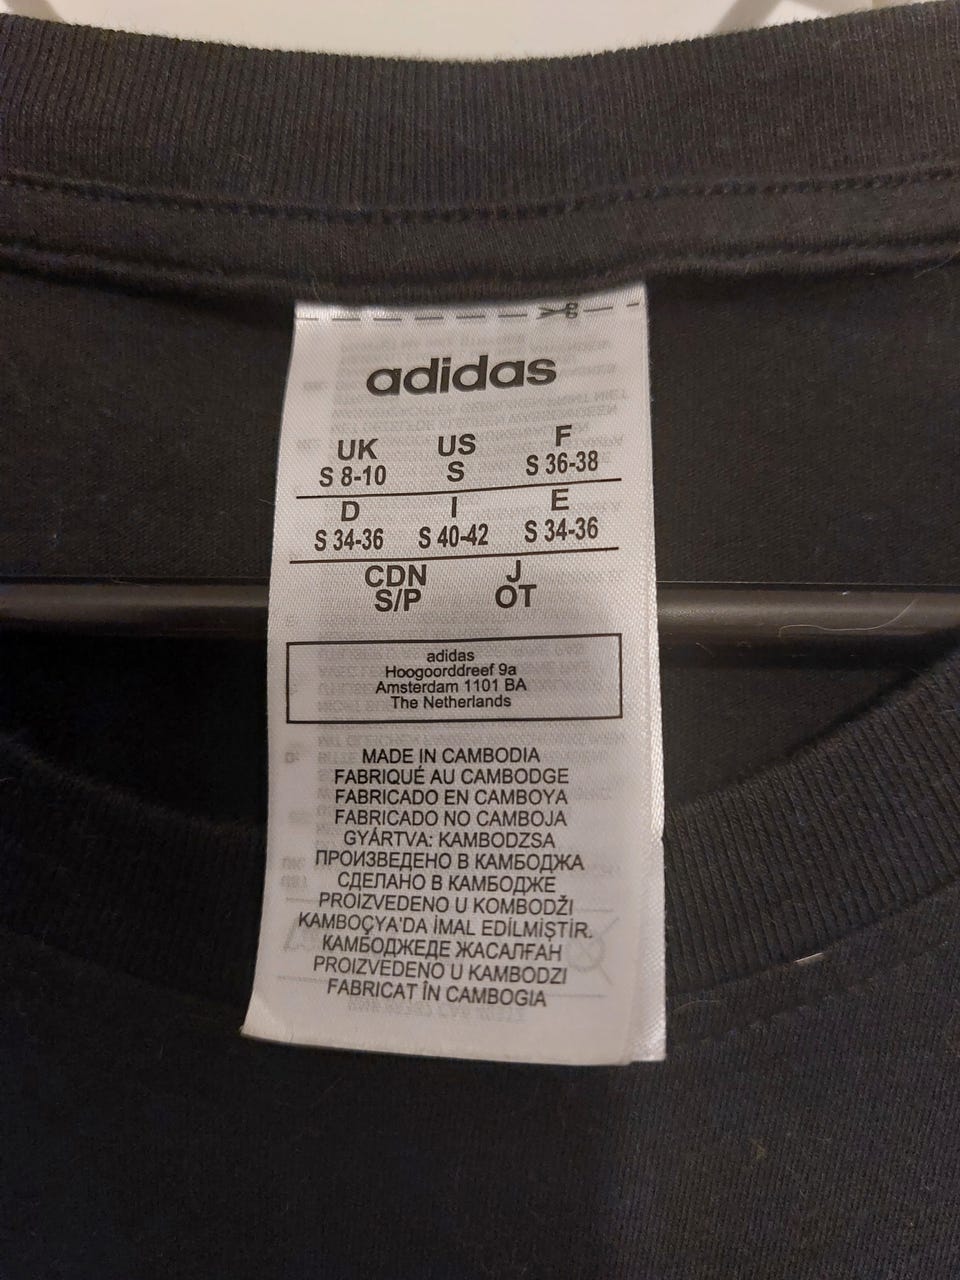 adidas
UK US F
S 8-10 S S 36-38
D I E
S 34-36 S 40-42 S 34-36
CDN J
S/P OT
adidas
Hoogoorddreef 9a
Amsterdam 1101 BA
The Netherlands
MADE IN CAMBODIA
FABRIQUÉ AU CAMBODGE
FABRICADO EN CAMBOYA
FABRICADO NO CAMBOJA
GYÁRTVA: KAMBODZSA
ПРОИЗВЕДЕНО В КАМБОДЖА
СДЕЛАНО В КАМБОДЖЕ
PROIZVEDENO U KOMBODŽI
KAMBOÇYA'DA İMAL EDİLMİŞTİR.
КАМБОДЖЕДЕ ЖАСАЛҒАН
PROIZVEDENO U KAMBODZI
FABRICAT ÎN CAMBOGIA